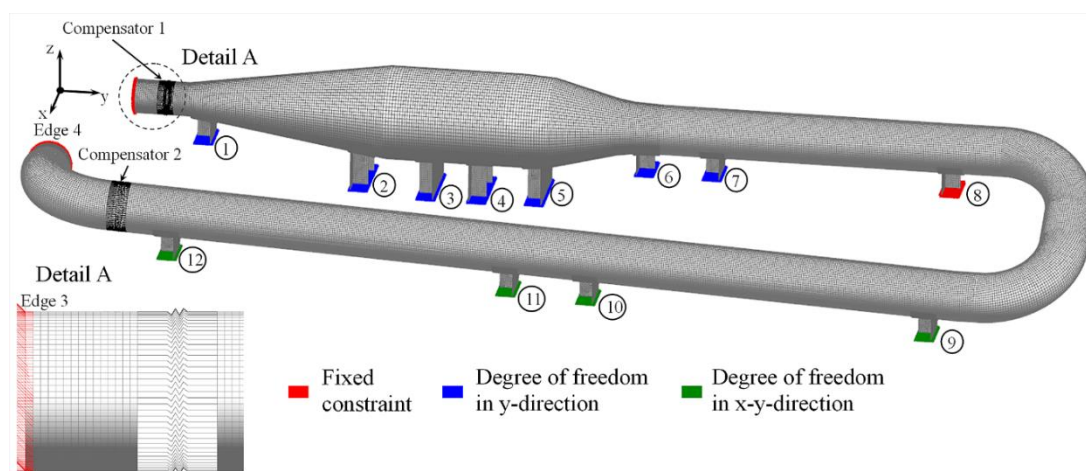 Compensator 1
Detail A
z
y
x
Edge 4
Compensator 2
1
2
3
4
5
6
7
8
12
11
10
9
Detail A
Edge 3
Fixed
constraint
Degree of freedom
in y-direction
Degree of freedom
in x-y-direction